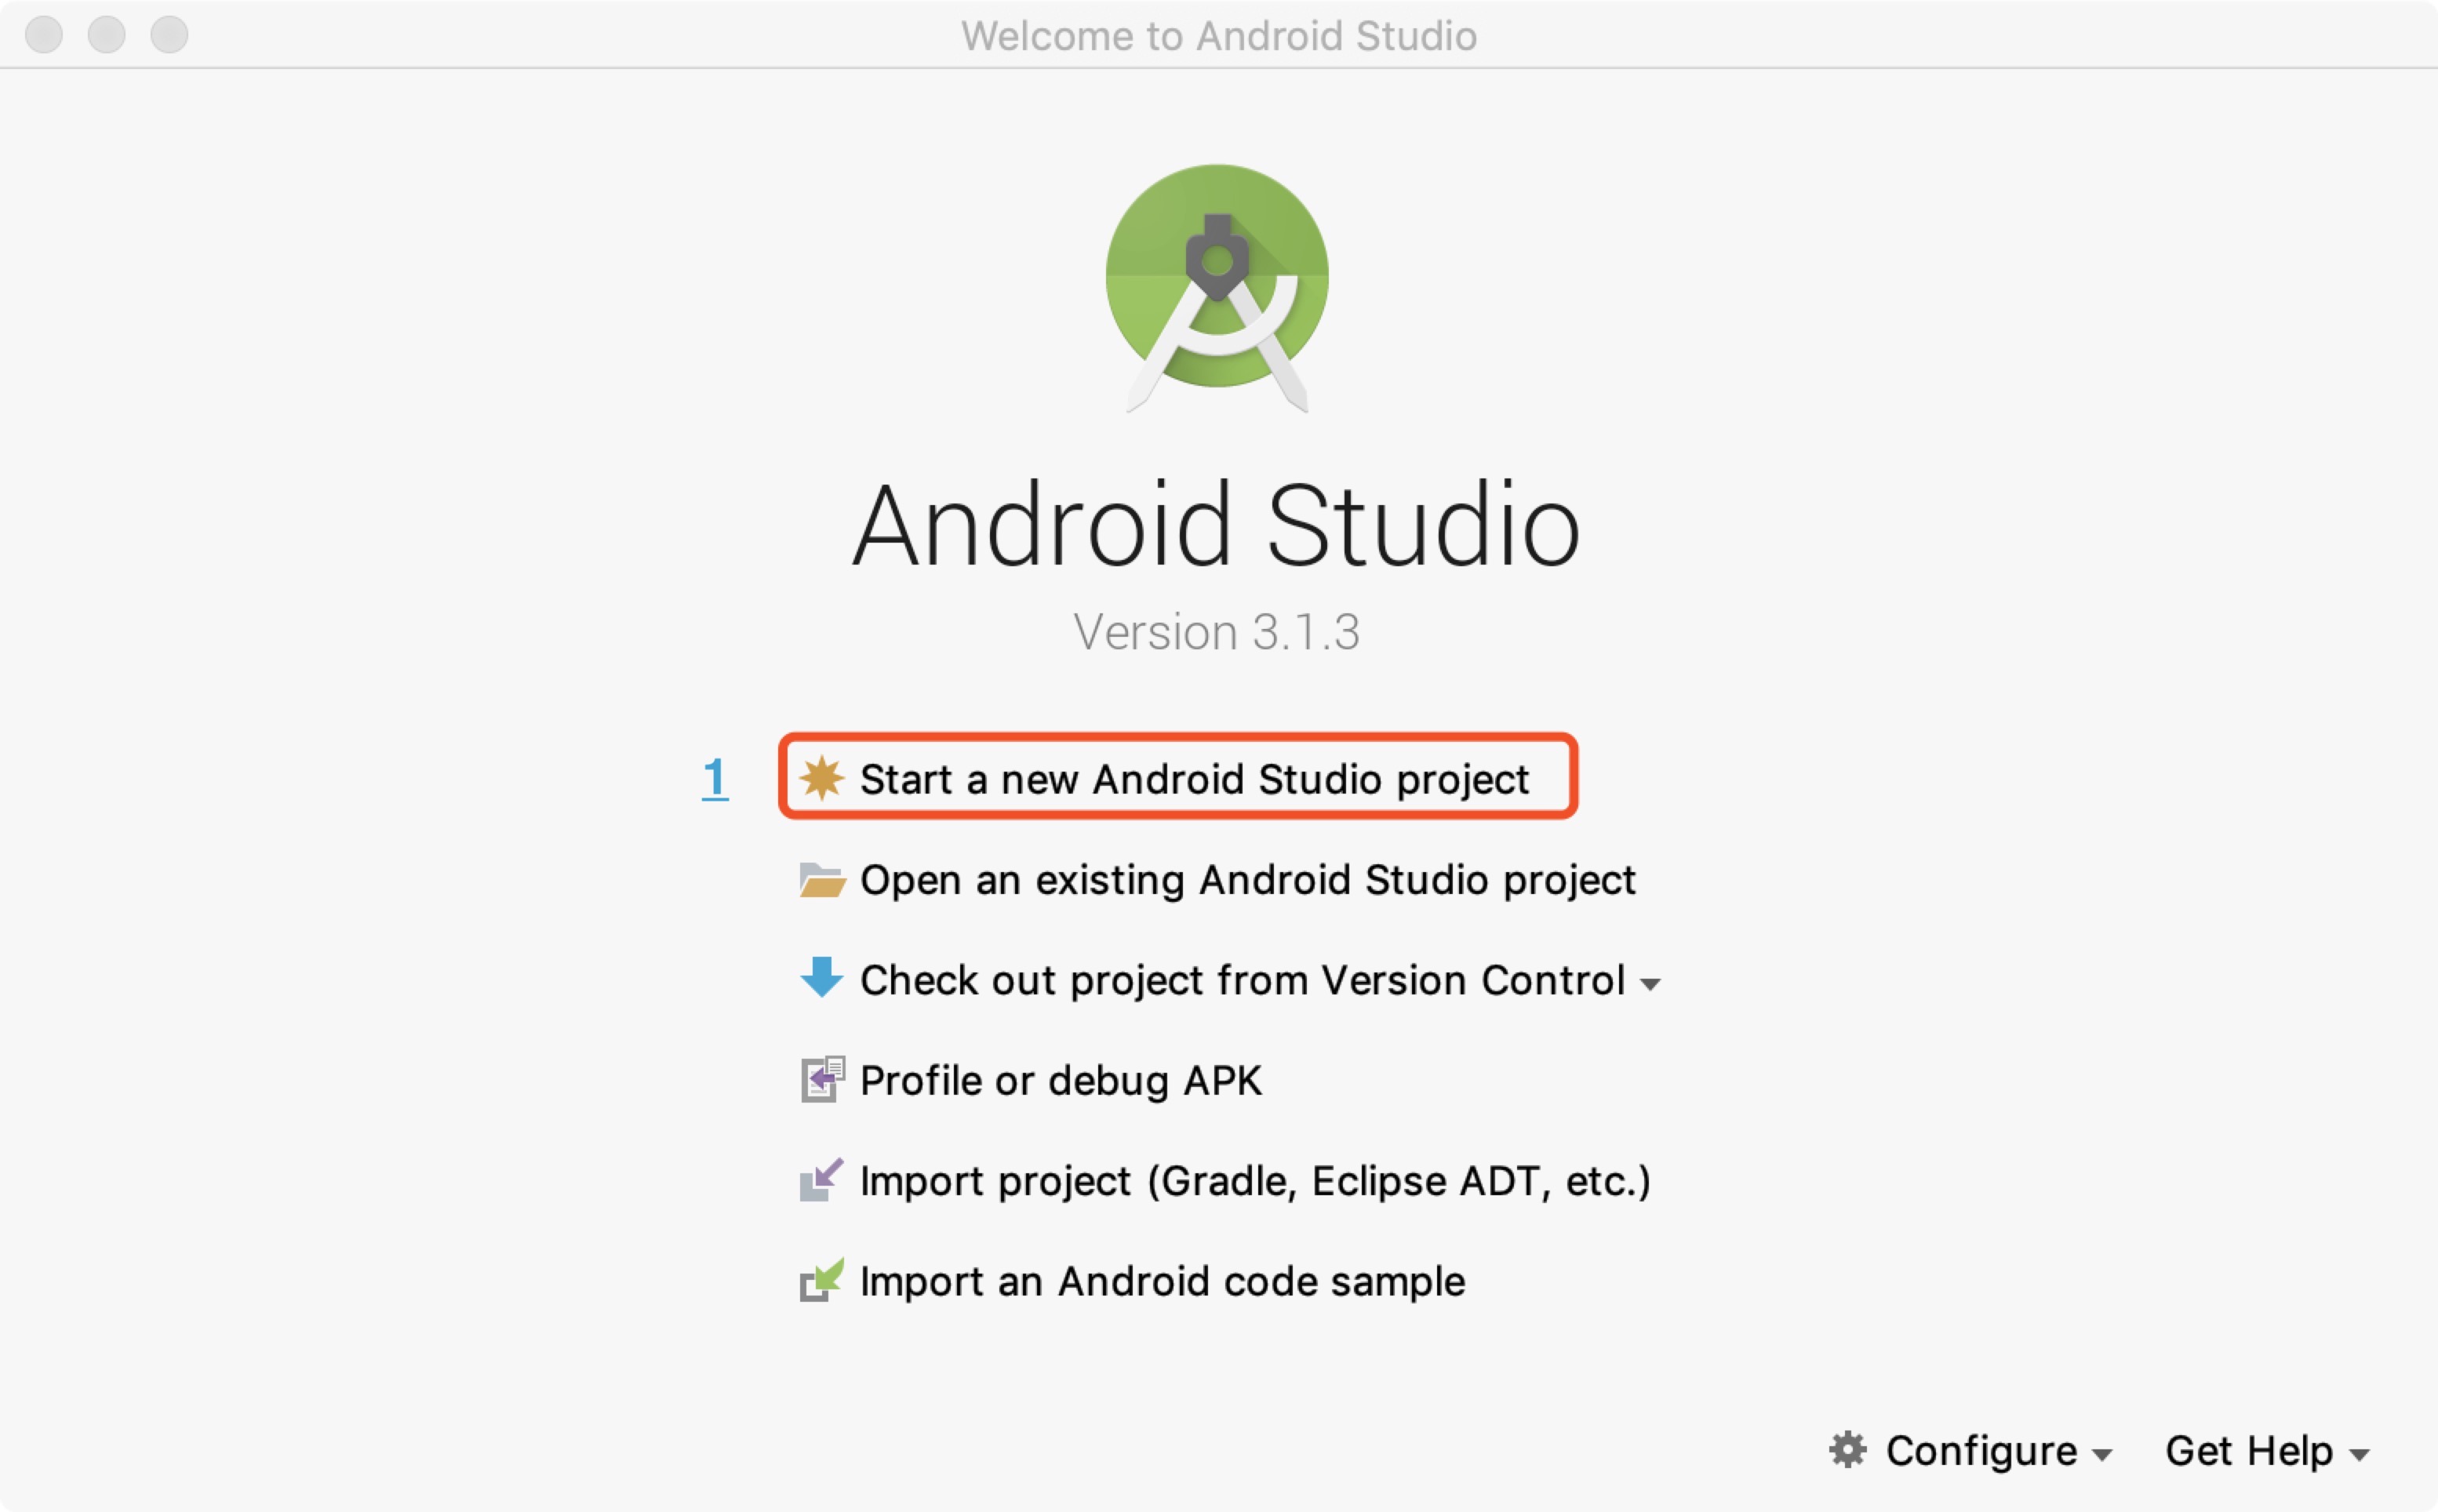 Welcome to Android Studio
Android Studio
Version 3.1.3
1 Start a new Android Studio project
Open an existing Android Studio project
Check out project from Version Control
Profile or debug APK
Import project (Gradle, Eclipse ADT, etc.)
Import an Android code sample
Configure Get Help